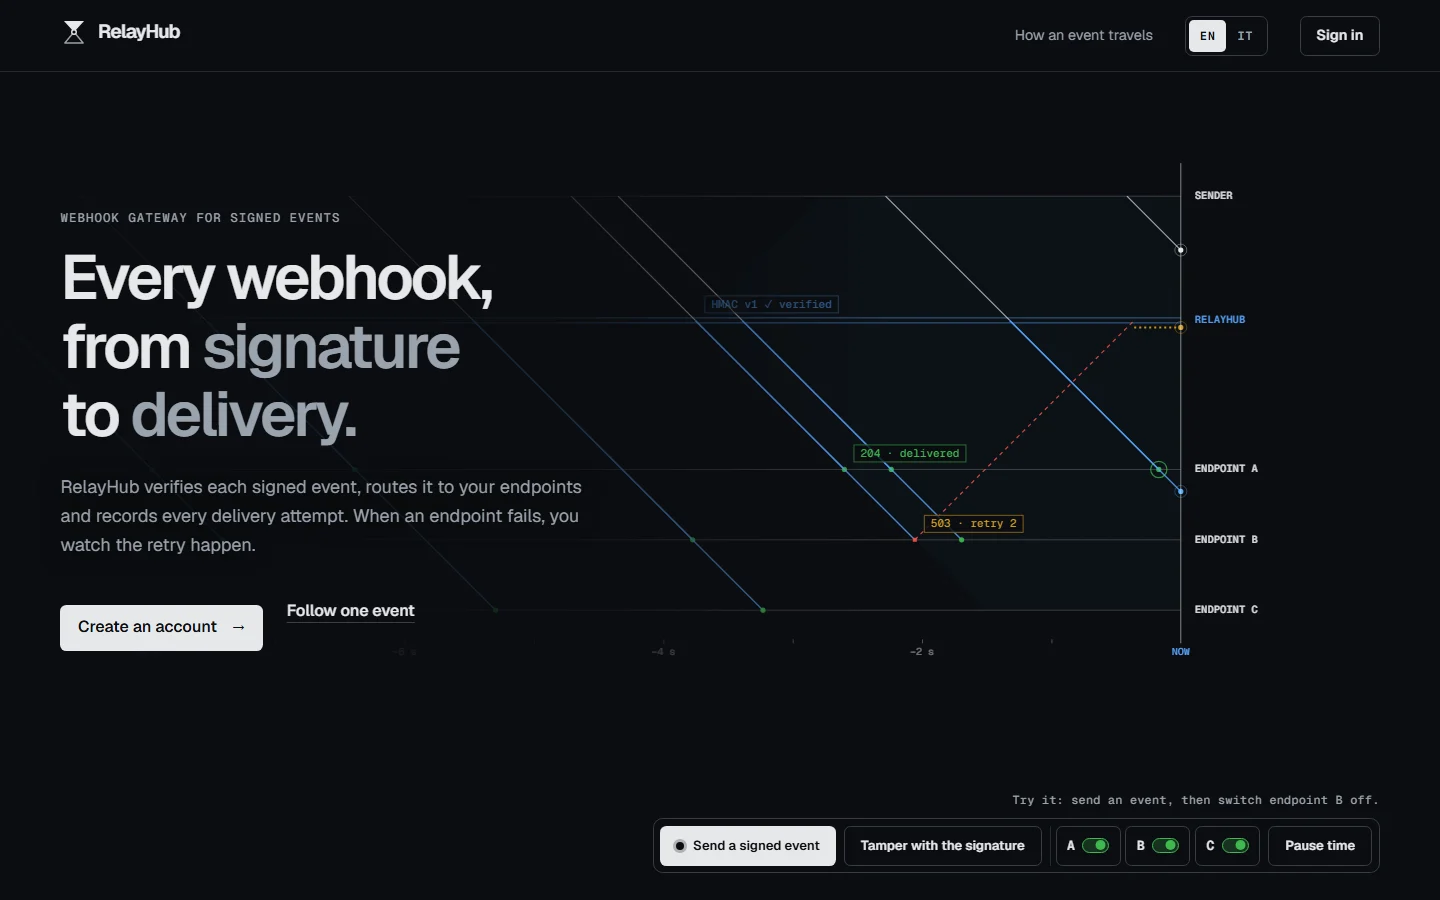 RelayHub
How an event travels
EN IT
Sign in
WEBHOOK GATEWAY FOR SIGNED EVENTS
Every webhook,
from signature
to delivery.
RelayHub verifies each signed event, routes it to your endpoints
and records every delivery attempt. When an endpoint fails, you
watch the retry happen.
Create an account →
Follow one event
SENDER
HMAC v1 ✓ verified
RELAYHUB
204 · delivered
ENDPOINT A
503 · retry 2
ENDPOINT B
ENDPOINT C
−4 s
−2 s
NOW
Try it: send an event, then switch endpoint B off.
Send a signed event
Tamper with the signature
A
B
C
Pause time